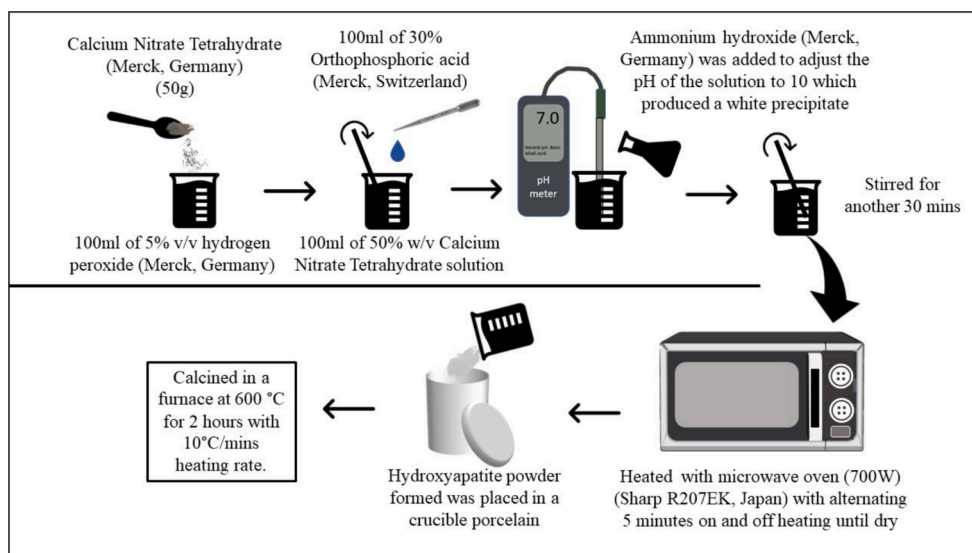 Calcium Nitrate Tetrahydrate
(Merck, Germany)
(50g)
100ml of 5% v/v hydrogen
peroxide (Merck, Germany)
100ml of 30%
Orthophosphoric acid
(Merck, Switzerland)
100ml of 50% w/v Calcium
Nitrate Tetrahydrate solution
7.0
pH
meter
Ammonium hydroxide (Merck,
Germany) was added to adjust the
pH of the solution to 10 which
produced a white precipitate
Stirred for
another 30 mins
Heated with microwave oven (700W)
(Sharp R207EK, Japan) with alternating
5 minutes on and off heating until dry
Hydroxyapatite powder
formed was placed in a
crucible porcelain
Calcined in a
furnace at 600 °C
for 2 hours with
10°C/mins
heating rate.